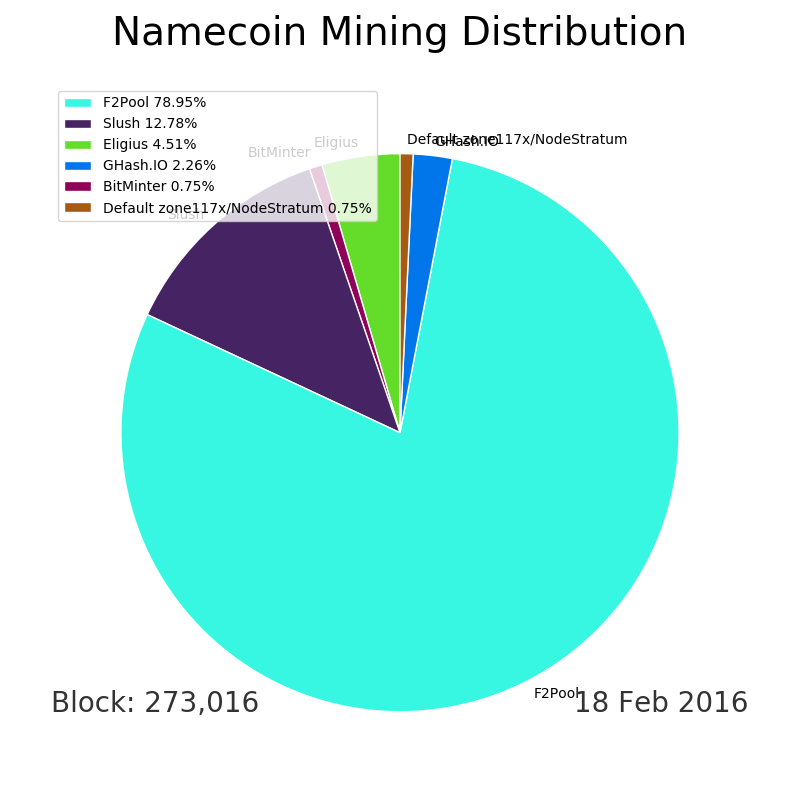 Namecoin Mining Distribution
F2Pool 78.95%
Slush 12.78%
Eligius 4.51%
GHash.IO 2.26%
BitMinter 0.75%
Default zone117x/NodeStratum 0.75%
Eligius
BitMinter
Slush
Default zone117x/NodeStratum
GHash.IO
F2Pool
Block: 273,016
18 Feb 2016